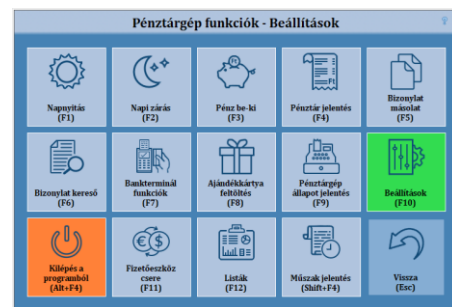 Pénztárgép funkciók - Beállítások
?
Napnyitás
(F1)
Napi zárás
(F2)
Ft
Pénz be-ki
(F3)
Ft
Pénztár jelentés
(F4)
Bizonylat
másolat
(F5)
Bizonylat kereső
(F6)
Bankterminál
funkciók
(F7)
Ajándékkártya
feltöltés
(F8)
Pénztárgép
állapot jelentés
(F9)
Beállítások
(F10)
Kilépés a
programból
(Alt+F4)
€ $
Fizetőeszköz
csere
(F11)
Listák
(F12)
Műszak jelentés
(Shift+F4)
Vissza
(Esc)